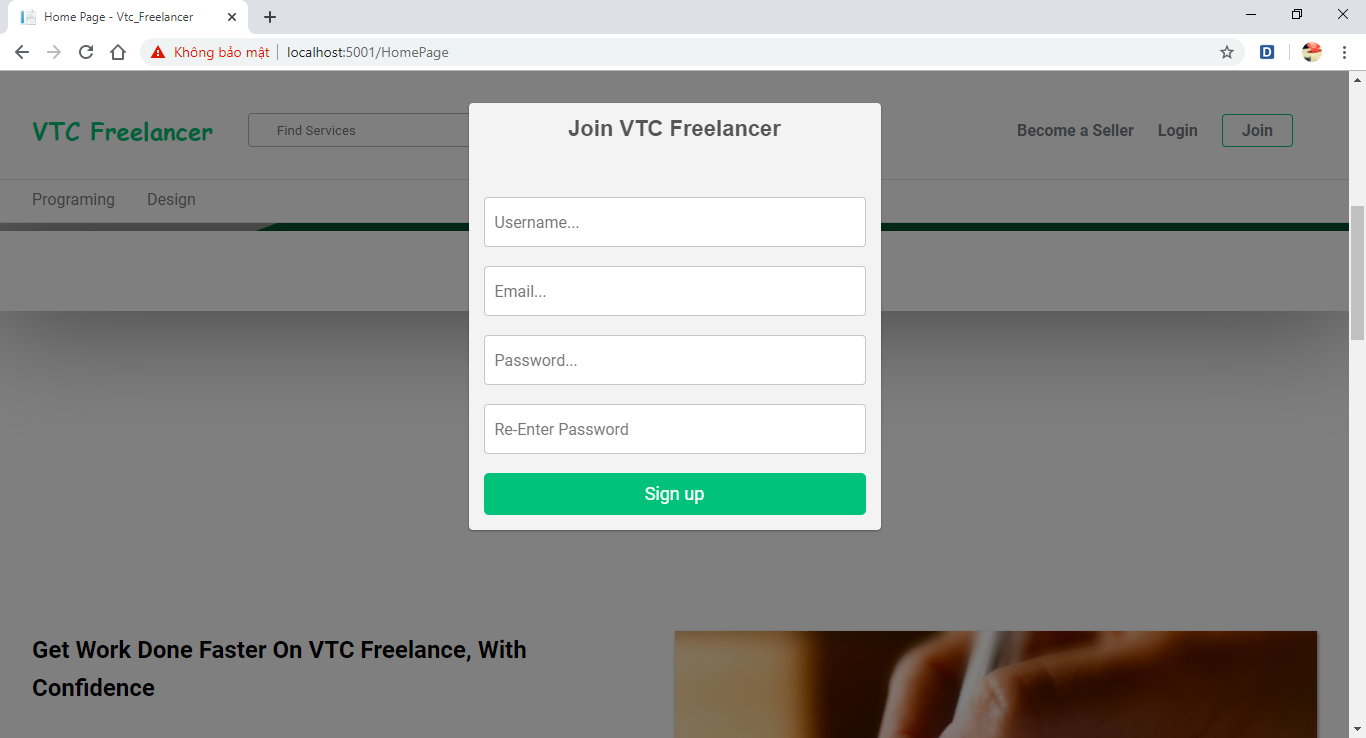 Home Page - Vtc_Freelancer
Không bảo mật localhost:5001/HomePage
D
VTC Freelancer
Find Services
Become a Seller Login Join
Programing Design
Join VTC Freelancer
Username...
Email...
Password...
Re-Enter Password
Sign up
Get Work Done Faster On VTC Freelance, With
Confidence